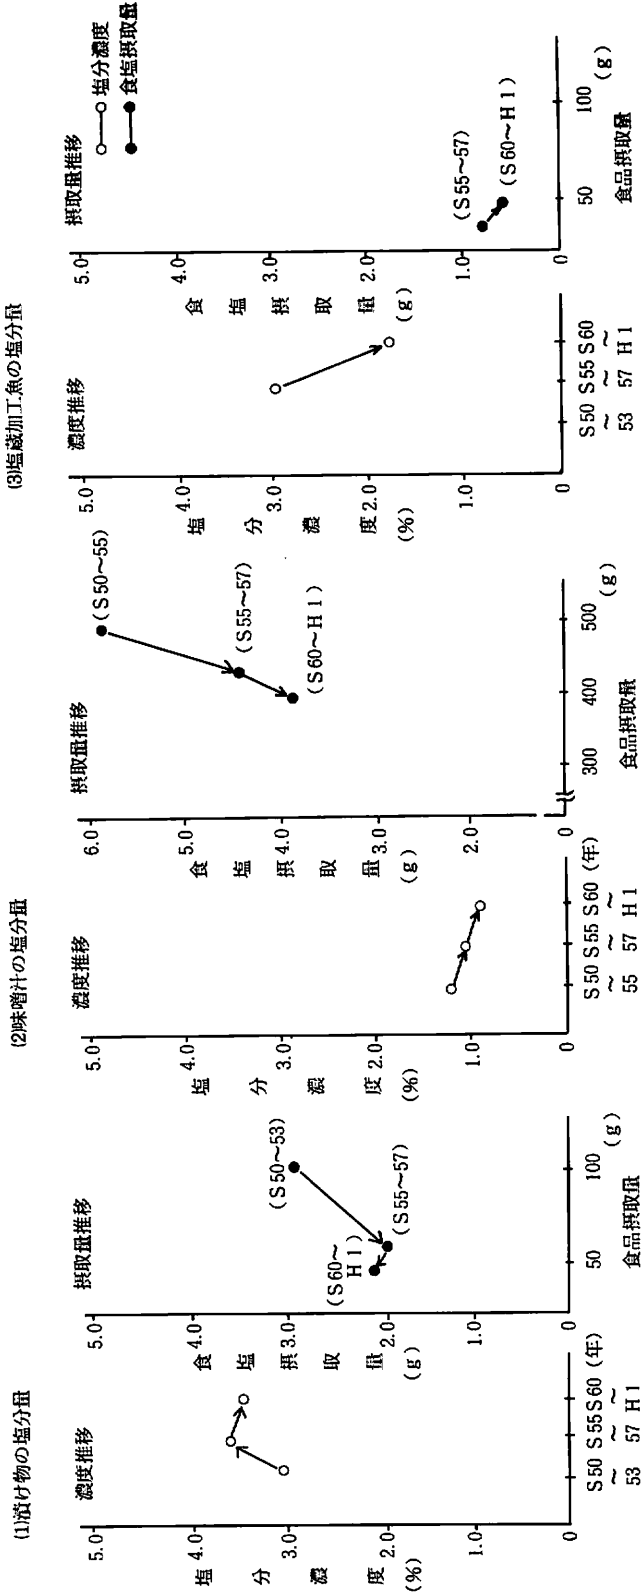 (1)漬け物の塩分量
濃度推移
5.0
4.0
3.0
2.0
1.0
0
塩分濃度(%)
S50 S55 S60 (年)
~ ~ ~
53 57 H1
摂取量推移
5.0
4.0
3.0
2.0
1.0
0
食塩摂取量(g)
(S50~53)
(S55~57)
(S60~
H1)
50 100 (g)
食品摂取量
(2)味噌汁の塩分量
濃度推移
5.0
4.0
3.0
2.0
1.0
0
塩分濃度(%)
S50 S55 S60 (年)
~ ~ ~
55 57 H1
摂取量推移
6.0
5.0
4.0
3.0
2.0
0
食塩摂取量(g)
(S50~55)
(S55~57)
(S60~H1)
300 400 500 (g)
食品摂取量
(3)塩蔵加工魚の塩分量
濃度推移
5.0
4.0
3.0
2.0
1.0
0
塩分濃度(%)
S50 S55 S60
~ ~ ~
53 57 H1
摂取量推移
塩分濃度
食塩摂取量
5.0
4.0
3.0
2.0
1.0
0
食塩摂取量(g)
(S55~57)
(S60~H1)
50 100 (g)
食品摂取量